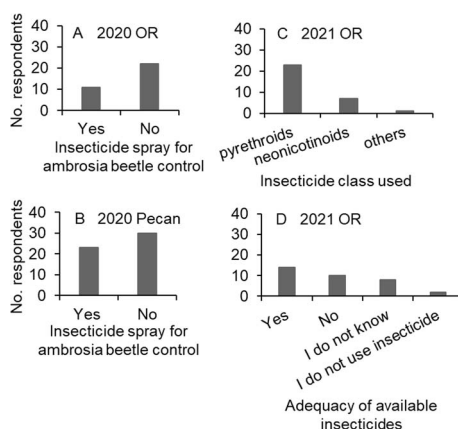 A 2020 OR
No. respondents
40
30
20
10
0
Yes No
Insecticide spray for
ambrosia beetle control
B 2020 Pecan
No. respondents
40
30
20
10
0
Yes No
Insecticide spray for
ambrosia beetle control
C 2021 OR
40
30
20
10
0
pyrethroids
neonicotinoids
others
Insecticide class used
D 2021 OR
40
30
20
10
0
Yes
No
I do not know
I do not use insecticide
Adequacy of available
insecticides